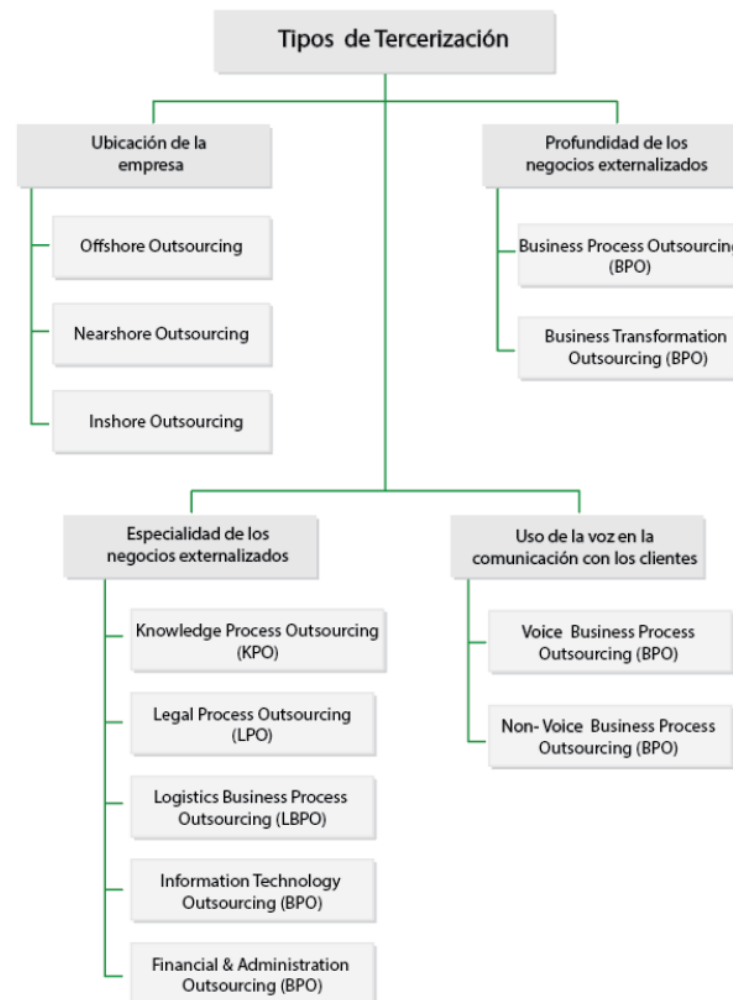 Tipos de Tercerización
Ubicación de la
empresa
Offshore Outsourcing
Nearshore Outsourcing
Inshore Outsourcing
Profundidad de los
negocios externalizados
Business Process Outsourcing
(BPO)
Business Transformation
Outsourcing (BPO)
Especialidad de los
negocios externalizados
Knowledge Process Outsourcing
(KPO)
Legal Process Outsourcing
(LPO)
Logistics Business Process
Outsourcing (LBPO)
Information Technology
Outsourcing (BPO)
Financial & Administration
Outsourcing (BPO)
Uso de la voz en la
comunicación con los clientes
Voice Business Process
Outsourcing (BPO)
Non- Voice Business Process
Outsourcing (BPO)